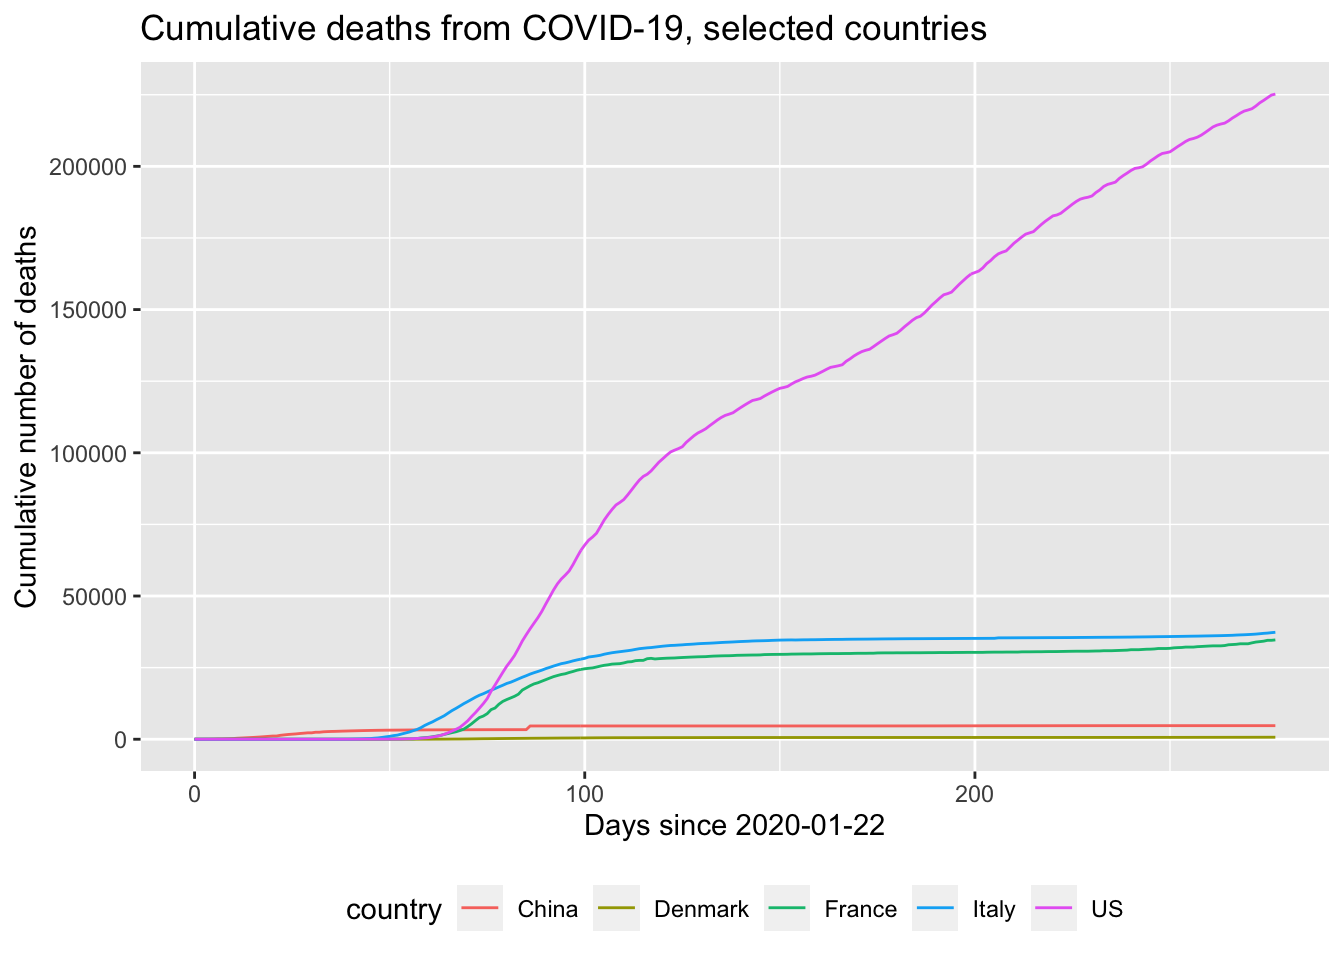 Cumulative deaths from COVID-19, selected countries
Cumulative number of deaths
200000
150000
100000
50000
0
0 100 200
Days since 2020-01-22
country China Denmark France Italy US